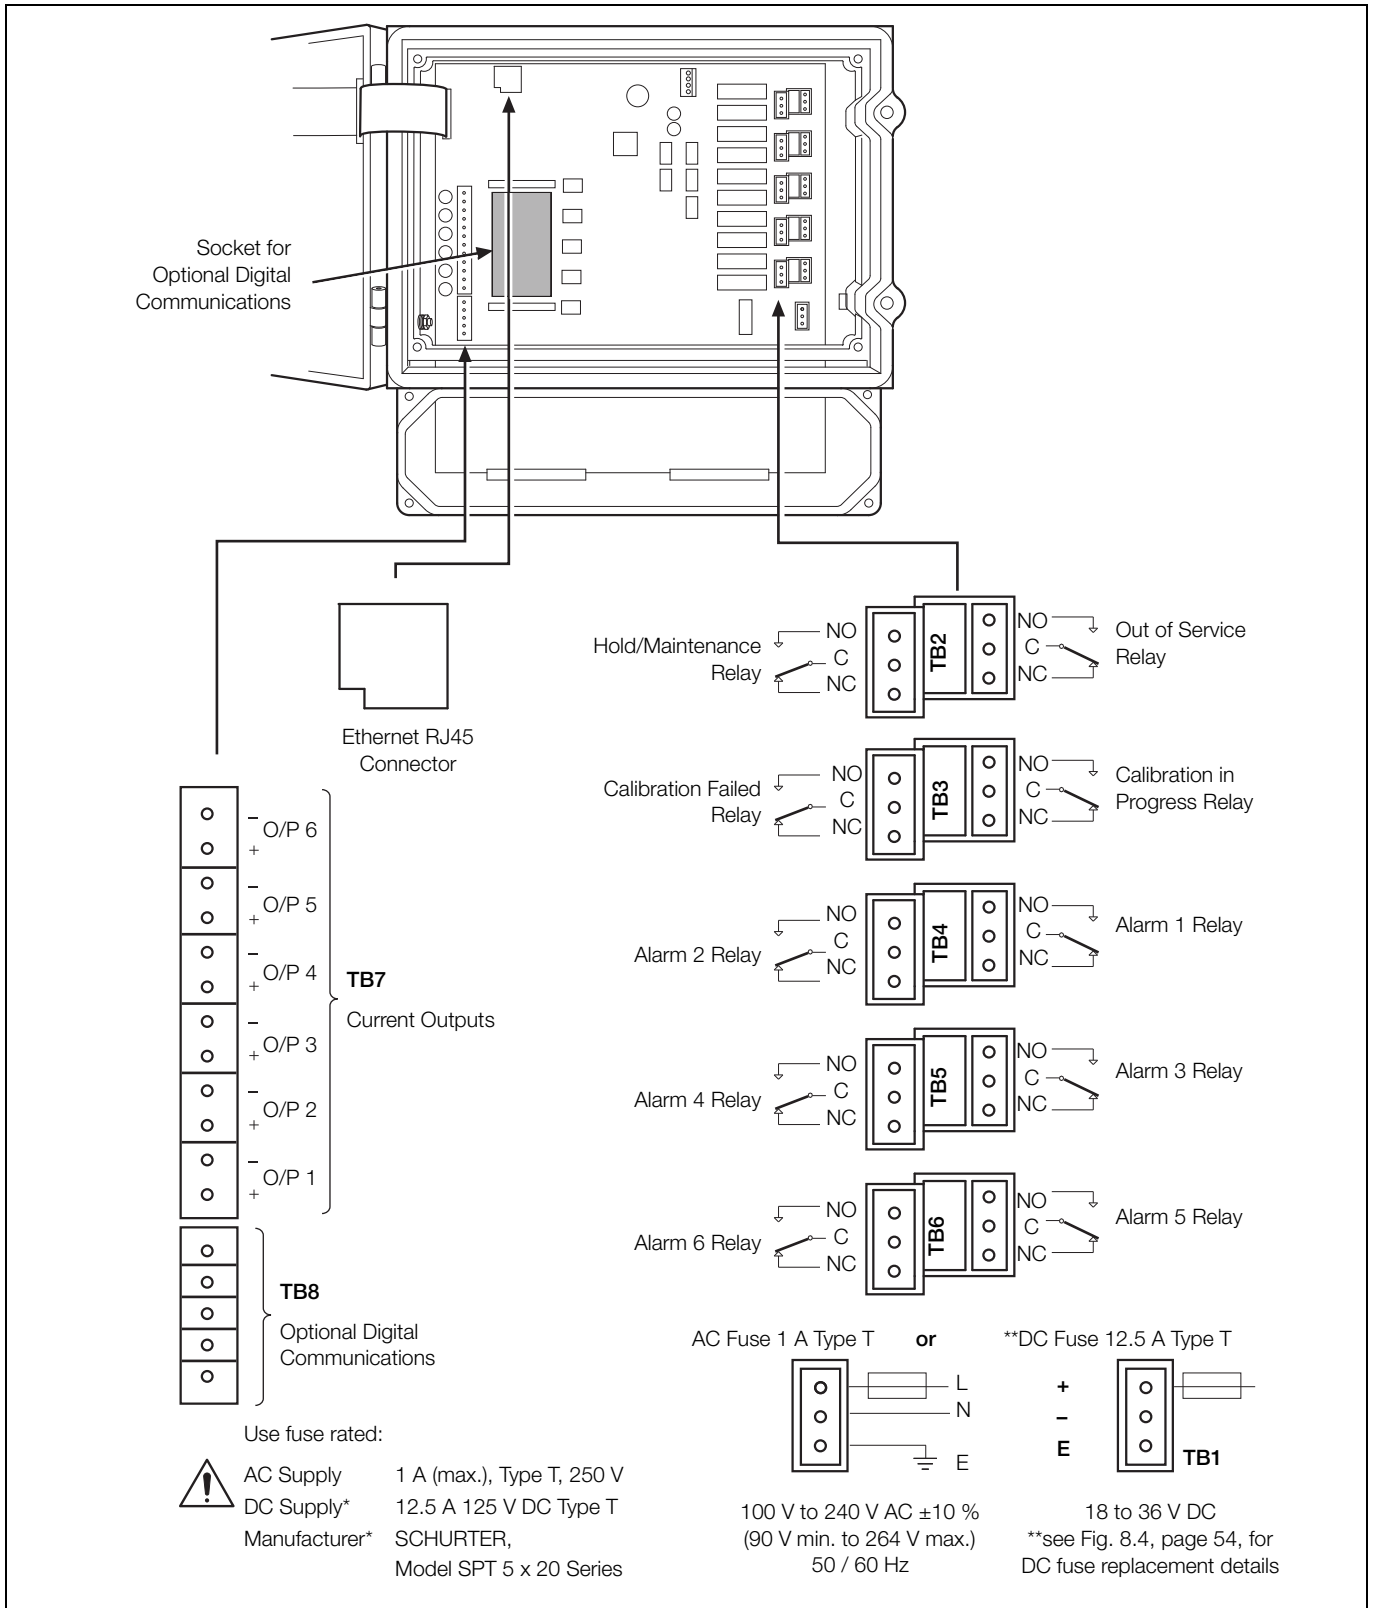 Socket for
Optional Digital
Communications
Ethernet RJ45
Connector
Hold/Maintenance
Relay
NO
C
NC
TB2
NO
C
NC
Out of Service
Relay
Calibration Failed
Relay
NO
C
NC
TB3
NO
C
NC
Calibration in
Progress Relay
Alarm 2 Relay
NO
C
NC
TB4
NO
C
NC
Alarm 1 Relay
Alarm 4 Relay
NO
C
NC
TB5
NO
C
NC
Alarm 3 Relay
Alarm 6 Relay
NO
C
NC
TB6
NO
C
NC
Alarm 5 Relay
–
O/P 6
+
–
O/P 5
+
–
O/P 4
+
–
O/P 3
+
–
O/P 2
+
–
O/P 1
+
TB7
Current Outputs
TB8
Optional Digital
Communications
AC Fuse 1 A Type T or **DC Fuse 12.5 A Type T
L
N
E
+
–
E
TB1
100 V to 240 V AC ±10 %
(90 V min. to 264 V max.)
50 / 60 Hz
18 to 36 V DC
**see Fig. 8.4, page 54, for
DC fuse replacement details
Use fuse rated:
AC Supply 1 A (max.), Type T, 250 V
DC Supply* 12.5 A 125 V DC Type T
Manufacturer* SCHURTER,
Model SPT 5 x 20 Series